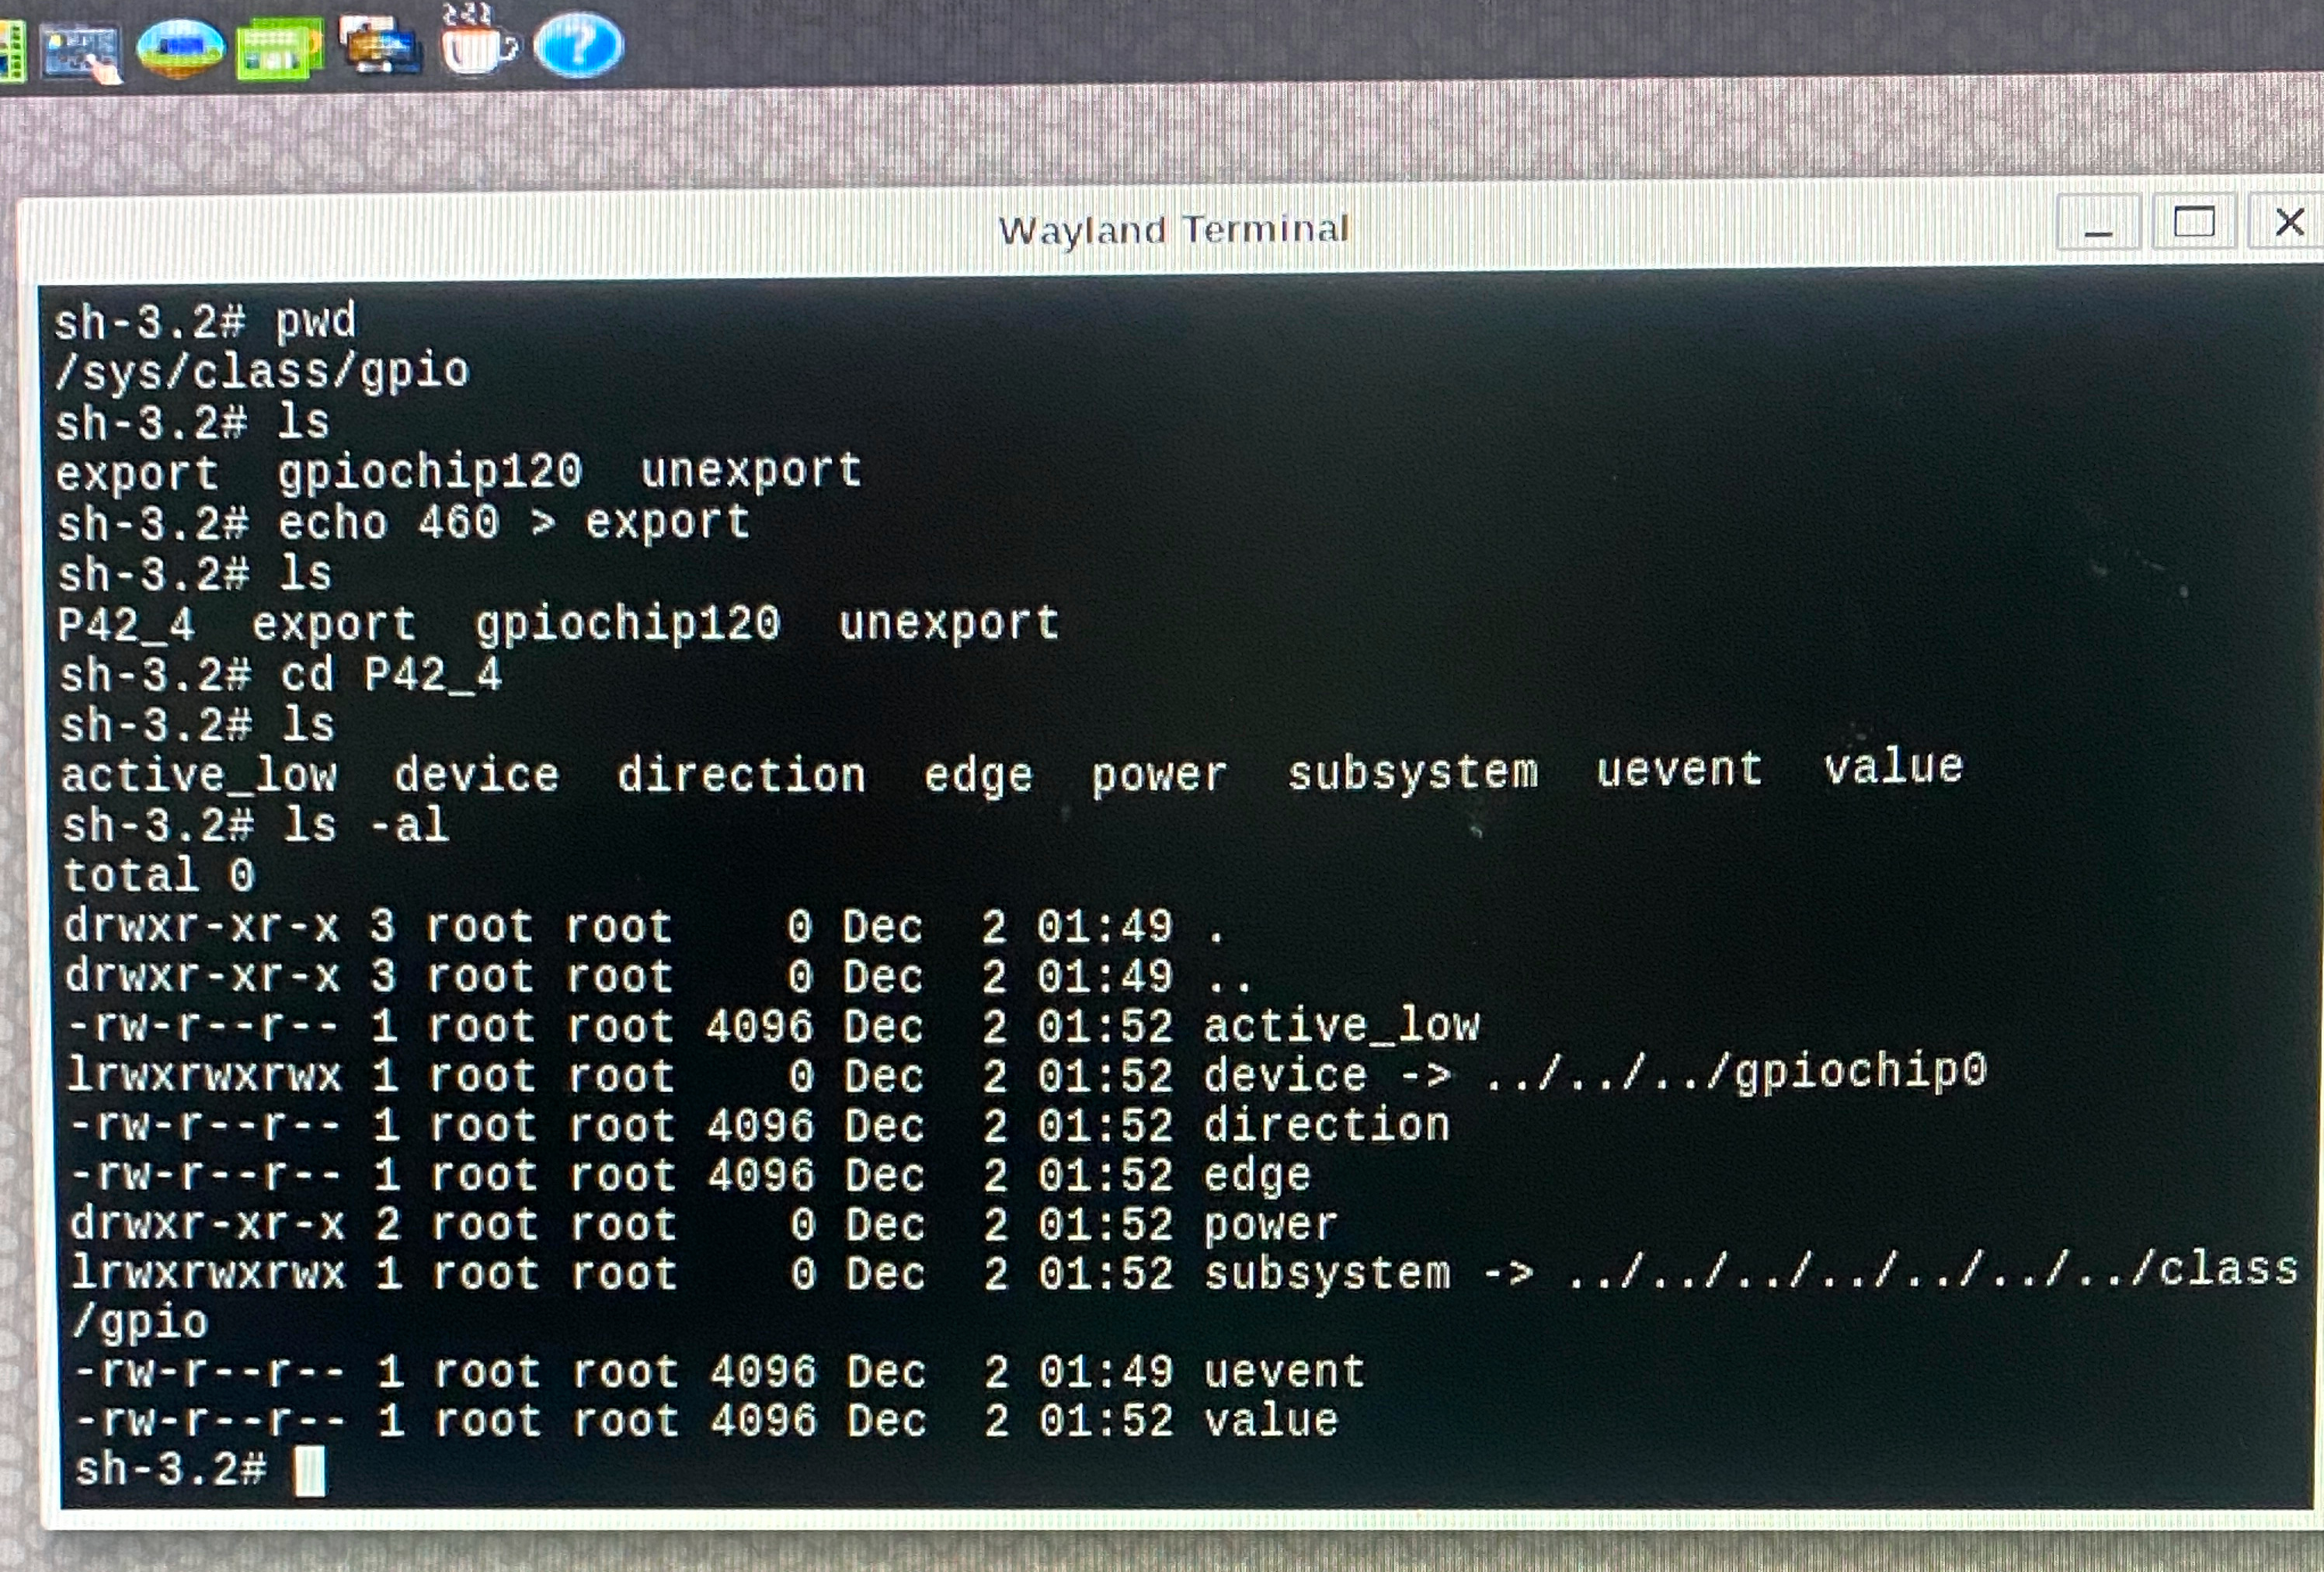 Wayland Terminal
sh-3.2# pwd
/sys/class/gpio
sh-3.2# ls
export  gpiochip120  unexport
sh-3.2# echo 460 > export
sh-3.2# ls
P42_4  export  gpiochip120  unexport
sh-3.2# cd P42_4
sh-3.2# ls
active_low  device  direction  edge  power  subsystem  uevent  value
sh-3.2# ls -al
total 0
drwxr-xr-x 3 root root    0 Dec  2 01:49 .
drwxr-xr-x 3 root root    0 Dec  2 01:49 ..
-rw-r--r-- 1 root root 4096 Dec  2 01:52 active_low
lrwxrwxrwx 1 root root    0 Dec  2 01:52 device -> ../../../gpiochip0
-rw-r--r-- 1 root root 4096 Dec  2 01:52 direction
-rw-r--r-- 1 root root 4096 Dec  2 01:52 edge
drwxr-xr-x 2 root root    0 Dec  2 01:52 power
lrwxrwxrwx 1 root root    0 Dec  2 01:52 subsystem -> ../../../../../../../class
/gpio
-rw-r--r-- 1 root root 4096 Dec  2 01:49 uevent
-rw-r--r-- 1 root root 4096 Dec  2 01:52 value
sh-3.2#